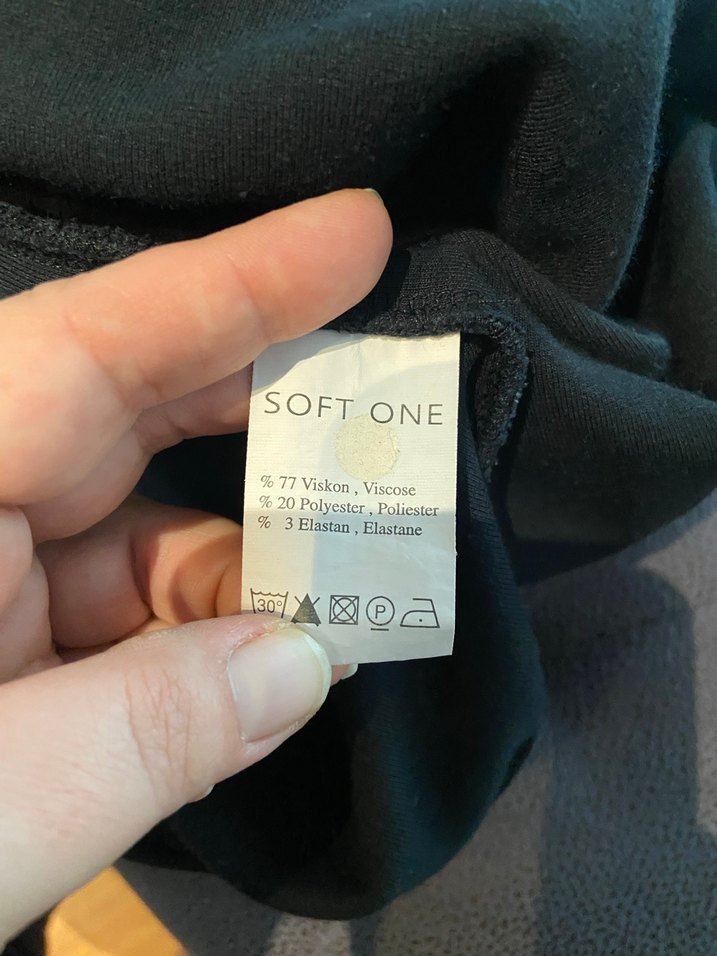 SOFT ONE
% 77 Viskon , Viscose
% 20 Polyester , Poliester
% 3 Elastan , Elastane
30° P